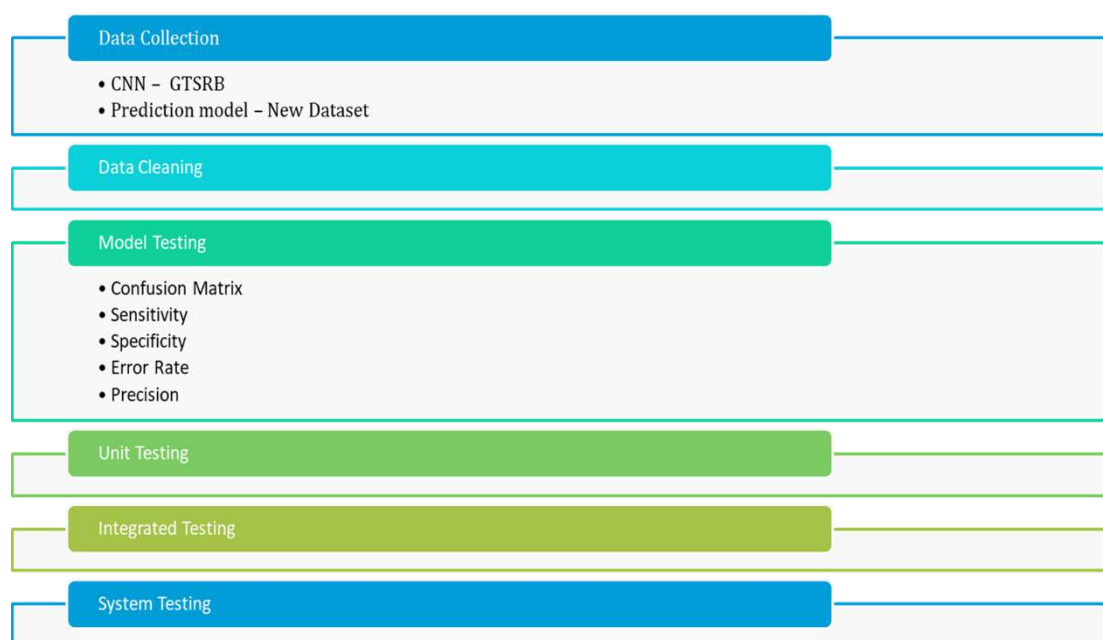 Data Collection
• CNN – GTSRB
• Prediction model – New Dataset
Data Cleaning
Model Testing
• Confusion Matrix
• Sensitivity
• Specificity
• Error Rate
• Precision
Unit Testing
Integrated Testing
System Testing